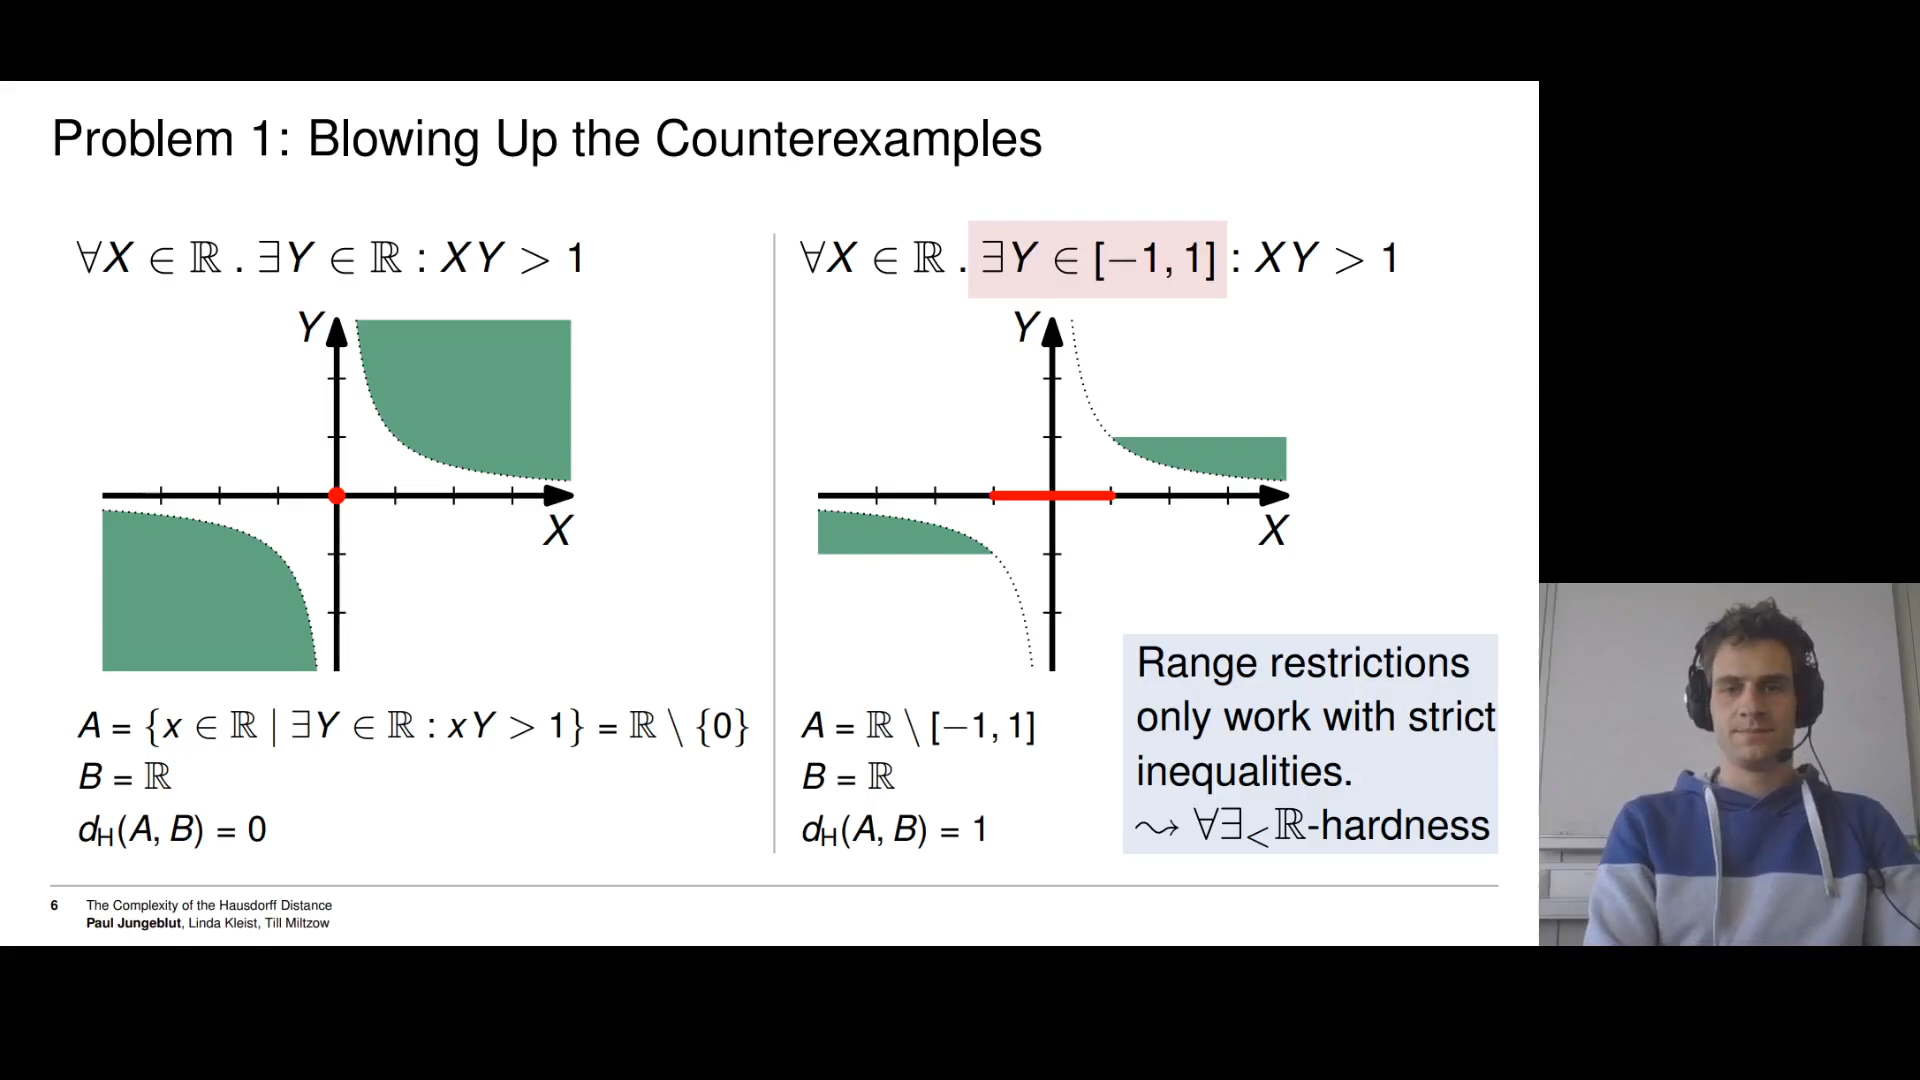 Problem 1: Blowing Up the Counterexamples
∀X ∈ ℝ . ∃Y ∈ ℝ : XY > 1
Y
X
A = {x ∈ ℝ | ∃Y ∈ ℝ : xY > 1} = ℝ \ {0}
B = ℝ
d_H(A, B) = 0
∀X ∈ ℝ . ∃Y ∈ [−1, 1] : XY > 1
Y
X
A = ℝ \ [−1, 1]
B = ℝ
d_H(A, B) = 1
Range restrictions
only work with strict
inequalities.
⇝ ∀∃_<ℝ-hardness
6 The Complexity of the Hausdorff Distance
Paul Jungeblut, Linda Kleist, Till Miltzow